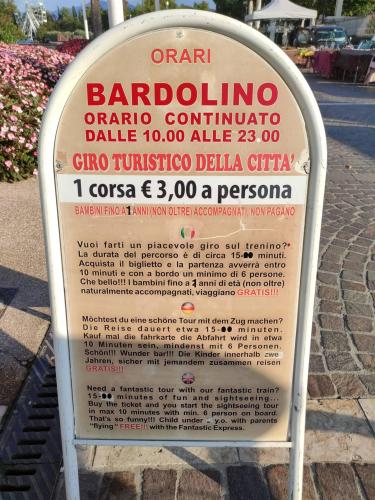 ORARI
BARDOLINO
ORARIO CONTINUATO
DALLE 10.00 ALLE 23.00
GIRO TURISTICO DELLA CITTA'
1 corsa € 3,00 a persona
BAMBINI FINO A 1 ANNI (NON OLTRE) ACCOMPAGNATI, NON PAGANO
Vuoi farti un piacevole giro sul trenino?
La durata del percorso è di circa 15- minuti.
Acquista il biglietto e la partenza avverrà entro
10 minuti e con a bordo un minimo di 6 persone.
Che bello!!! I bambini fino a anni di età (non oltre)
naturalmente accompagnati, viaggiano GRATIS!!!
Möchtest du eine schöne Tour mit dem Zug machen?
Die Reise dauert etwa 15- minuten.
Kauf mal die fahrkarte die Abfahrt wird in etwa
10 Minuten sein, mindest mit 6 Personen.
Schön!!! Wunder bar!!! Die Kinder innerhalb zwei
Jahren, sicher mit jemandem zusammen reisen
GRATIS!!!
Need a fantastic tour with our fantastic train?
15- minutes of fun and sightseeing...
Buy the ticket and you start the sightseeing tour
in max 10 minutes with min. 6 person on board.
That's so funny!!! Child under y.o. with parents
"flying" FREE!!! with the Fantastic Express.